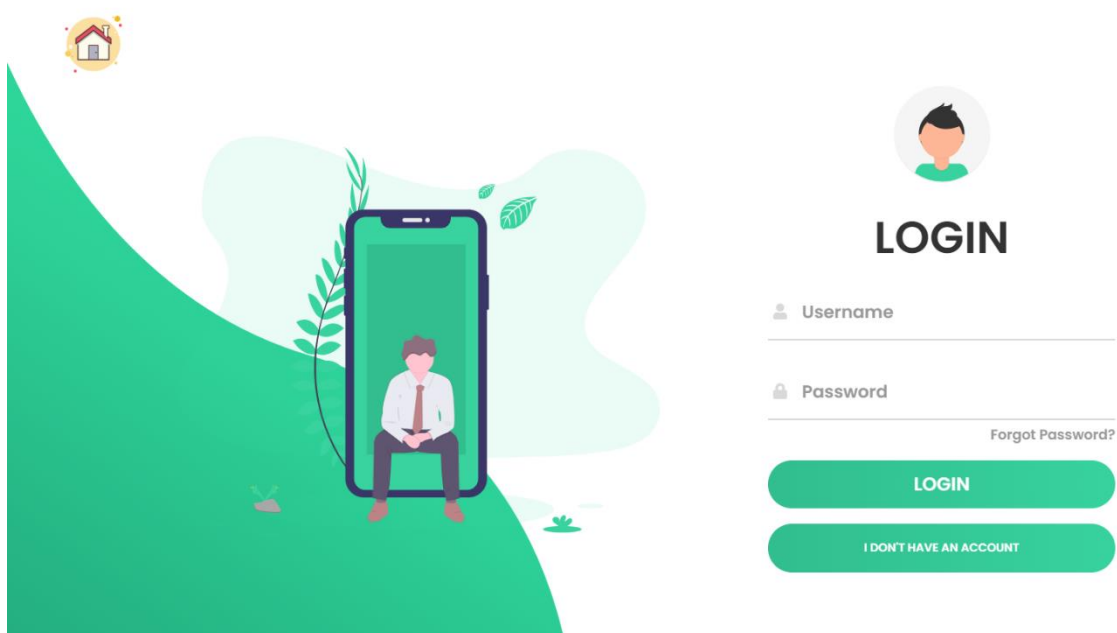 LOGIN
Username
Password
Forgot Password?
LOGIN
I DON'T HAVE AN ACCOUNT